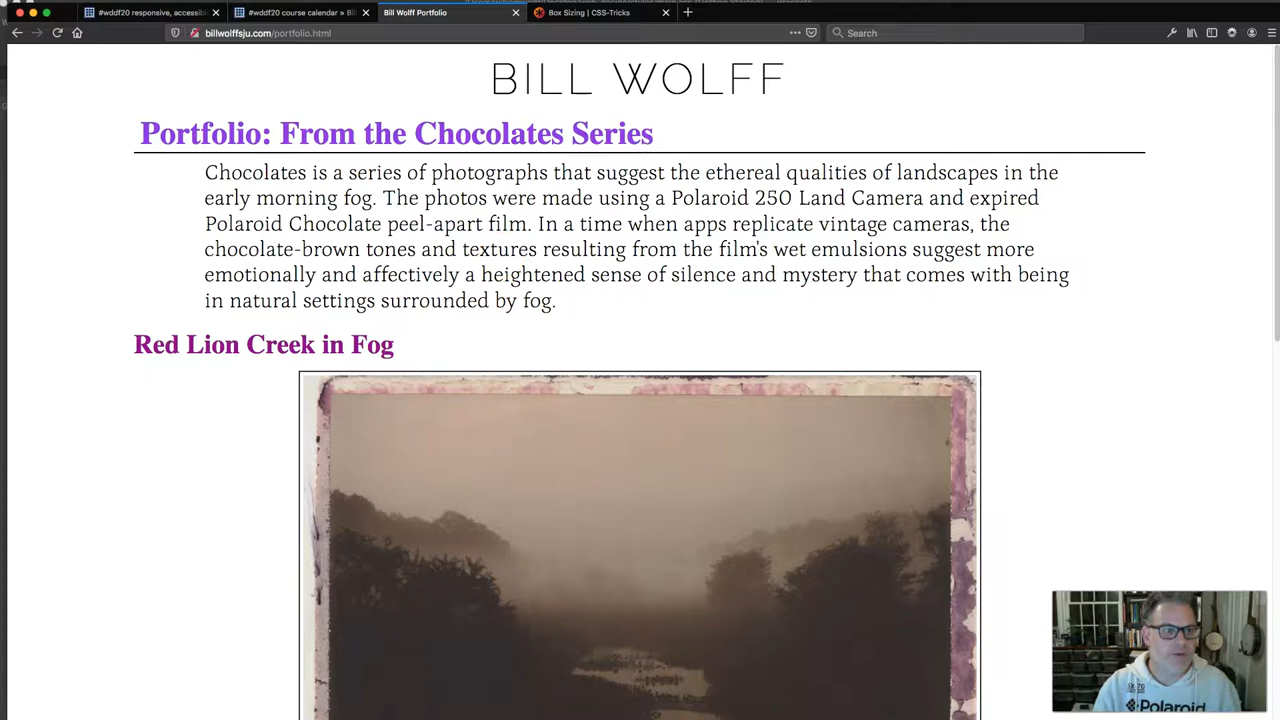 #wddf20 responsive, accessibl
#wddf20 course calendar » Bil
Bill Wolff Portfolio
Box Sizing | CSS-Tricks
billwolffsju.com/portfolio.html
Search
BILL WOLFF
Portfolio: From the Chocolates Series
Chocolates is a series of photographs that suggest the ethereal qualities of landscapes in the
early morning fog. The photos were made using a Polaroid 250 Land Camera and expired
Polaroid Chocolate peel-apart film. In a time when apps replicate vintage cameras, the
chocolate-brown tones and textures resulting from the film's wet emulsions suggest more
emotionally and affectively a heightened sense of silence and mystery that comes with being
in natural settings surrounded by fog.
Red Lion Creek in Fog
Polaroid